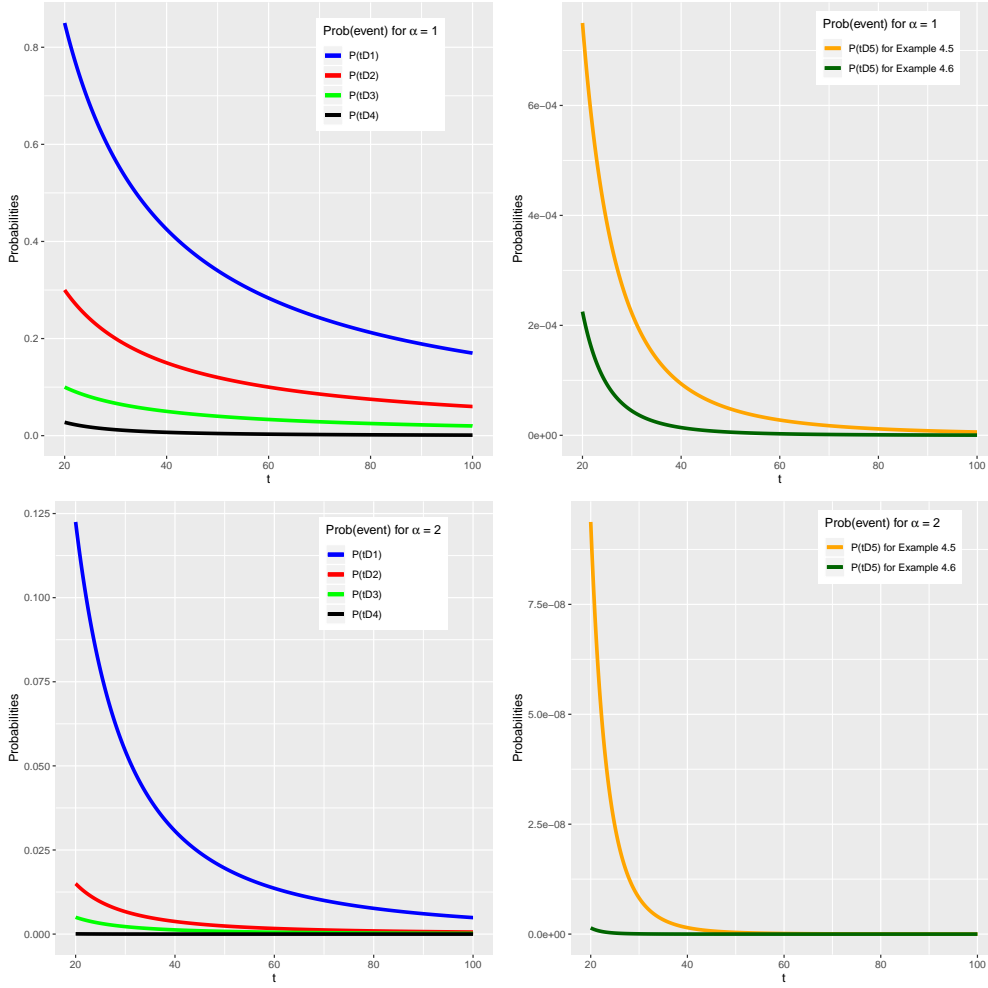 Prob(event) for α = 1
P(tD1)
P(tD2)
P(tD3)
P(tD4)
0.8
0.6
0.4
0.2
0.0
Probabilities
20
40
60
80
100
t
Prob(event) for α = 1
P(tD5) for Example 4.5
P(tD5) for Example 4.6
6e−04
4e−04
2e−04
0e+00
Probabilities
20
40
60
80
100
t
Prob(event) for α = 2
P(tD1)
P(tD2)
P(tD3)
P(tD4)
0.125
0.100
0.075
0.050
0.025
0.000
Probabilities
20
40
60
80
100
t
Prob(event) for α = 2
P(tD5) for Example 4.5
P(tD5) for Example 4.6
7.5e−08
5.0e−08
2.5e−08
0.0e+00
Probabilities
20
40
60
80
100
t